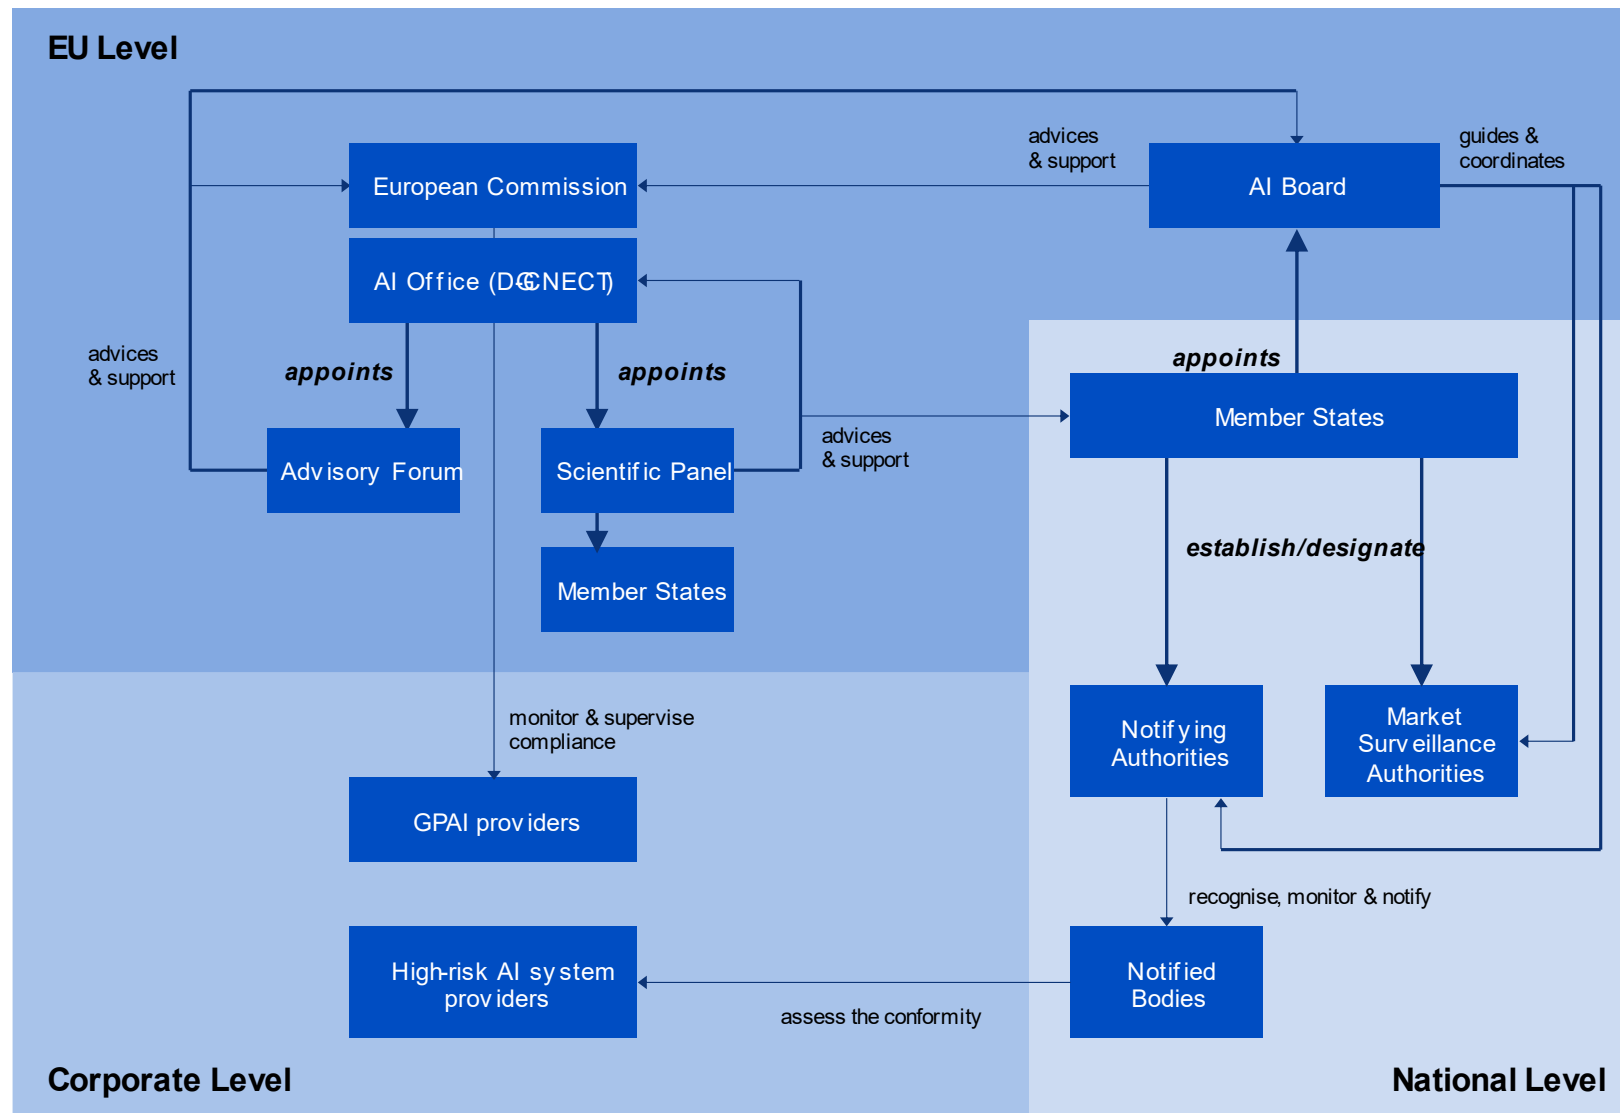 EU Level
advices
& support
guides &
coordinates
European Commission
AI Board
AI Office (DG-CNECT)
advices
& support
appoints
appoints
appoints
Member States
advices
& support
Advisory Forum
Scientific Panel
establish/designate
Member States
monitor & supervise
compliance
Notifying
Authorities
Market
Surveillance
Authorities
GPAI providers
recognise, monitor & notify
High-risk AI system
providers
Notified
Bodies
assess the conformity
Corporate Level
National Level